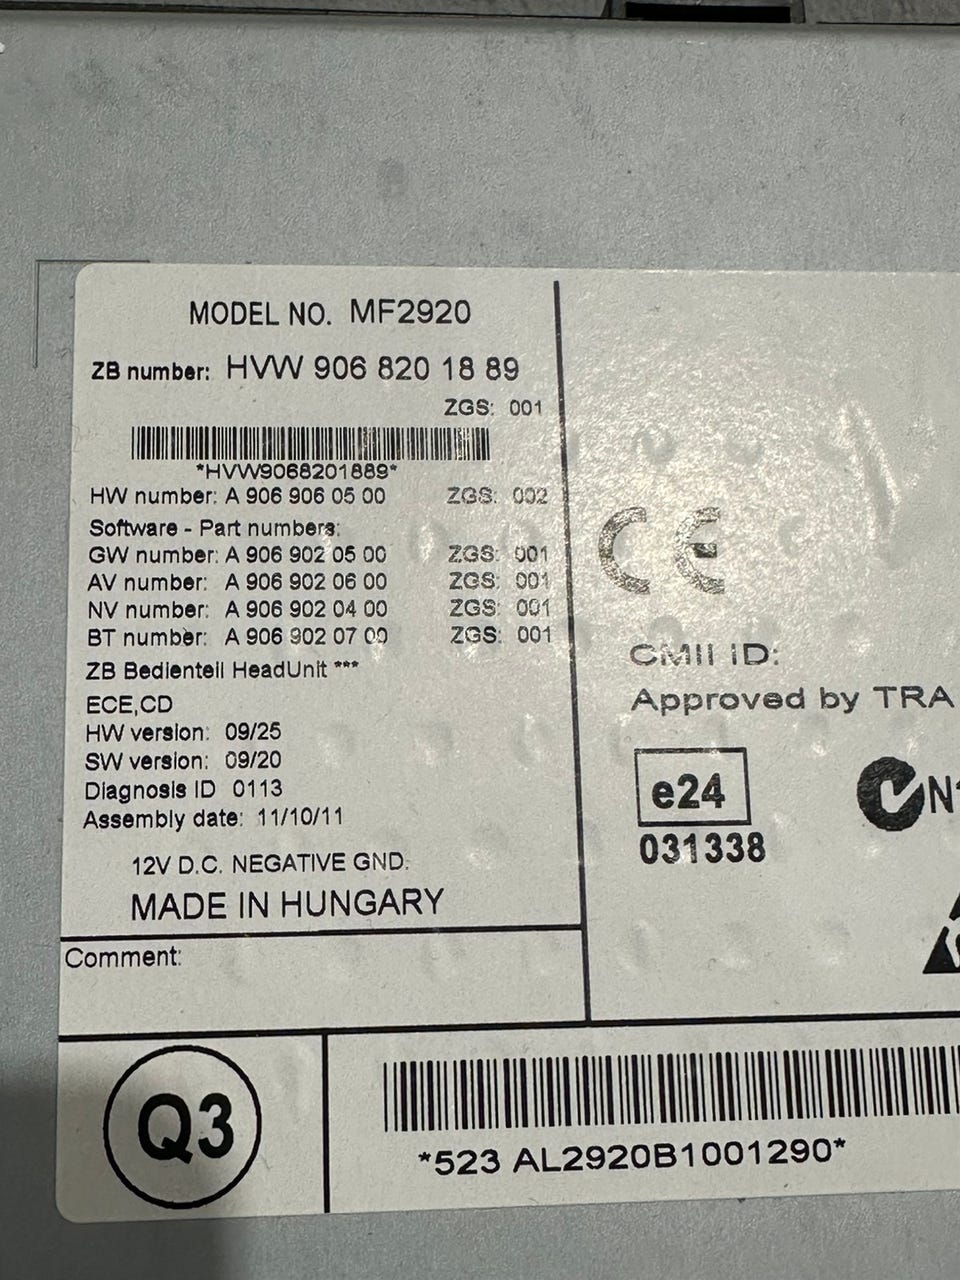 MODEL NO. MF2920
ZB number: HVW 906 820 18 89
ZGS: 001
*HVW9068201889*
HW number: A 906 906 05 00 ZGS: 002
Software - Part numbers:
GW number: A 906 902 05 00 ZGS: 001
AV number: A 906 902 06 00 ZGS: 001
NV number: A 906 902 04 00 ZGS: 001
BT number: A 906 902 07 00 ZGS: 001
ZB Bedienteil HeadUnit ***
ECE,CD
HW version: 09/25
SW version: 09/20
Diagnosis ID 0113
Assembly date: 11/10/11
12V D.C. NEGATIVE GND.
MADE IN HUNGARY
Comment:
CE
CMII ID:
Approved by TRA
e24
031338
Q3
*523 AL2920B1001290*